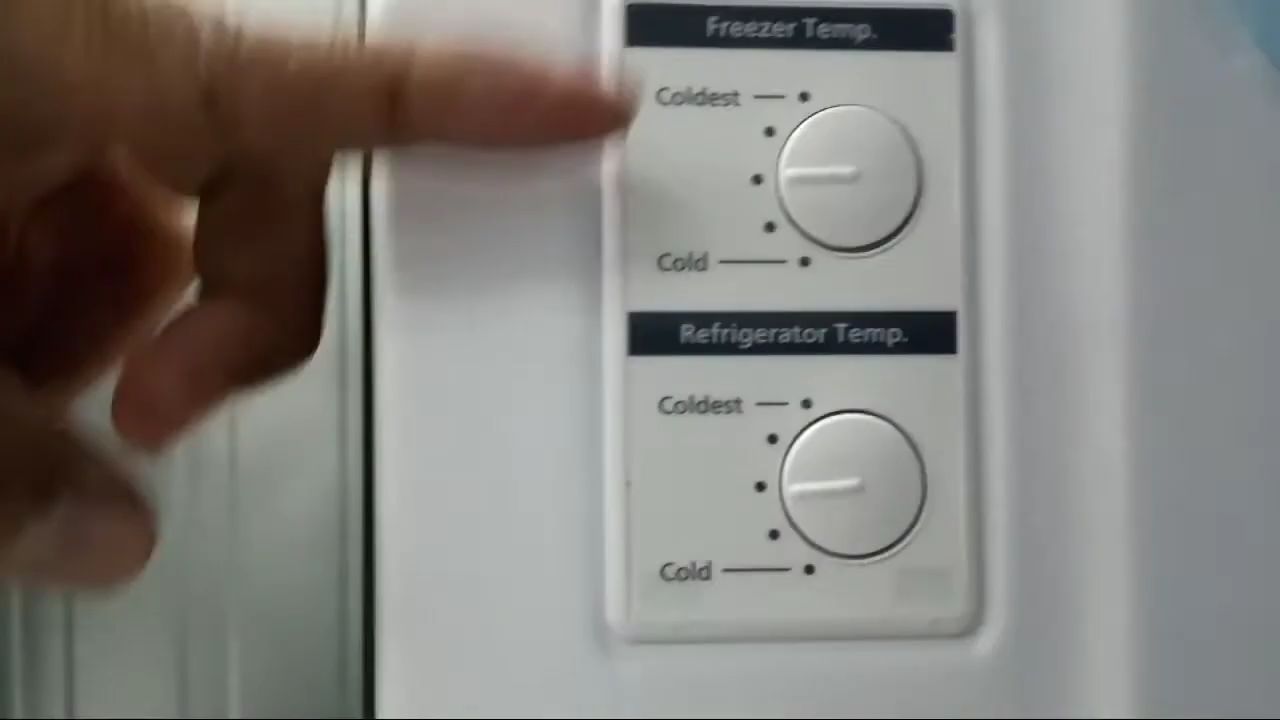 Freezer Temp.
Coldest
Cold
Refrigerator Temp.
Coldest
Cold